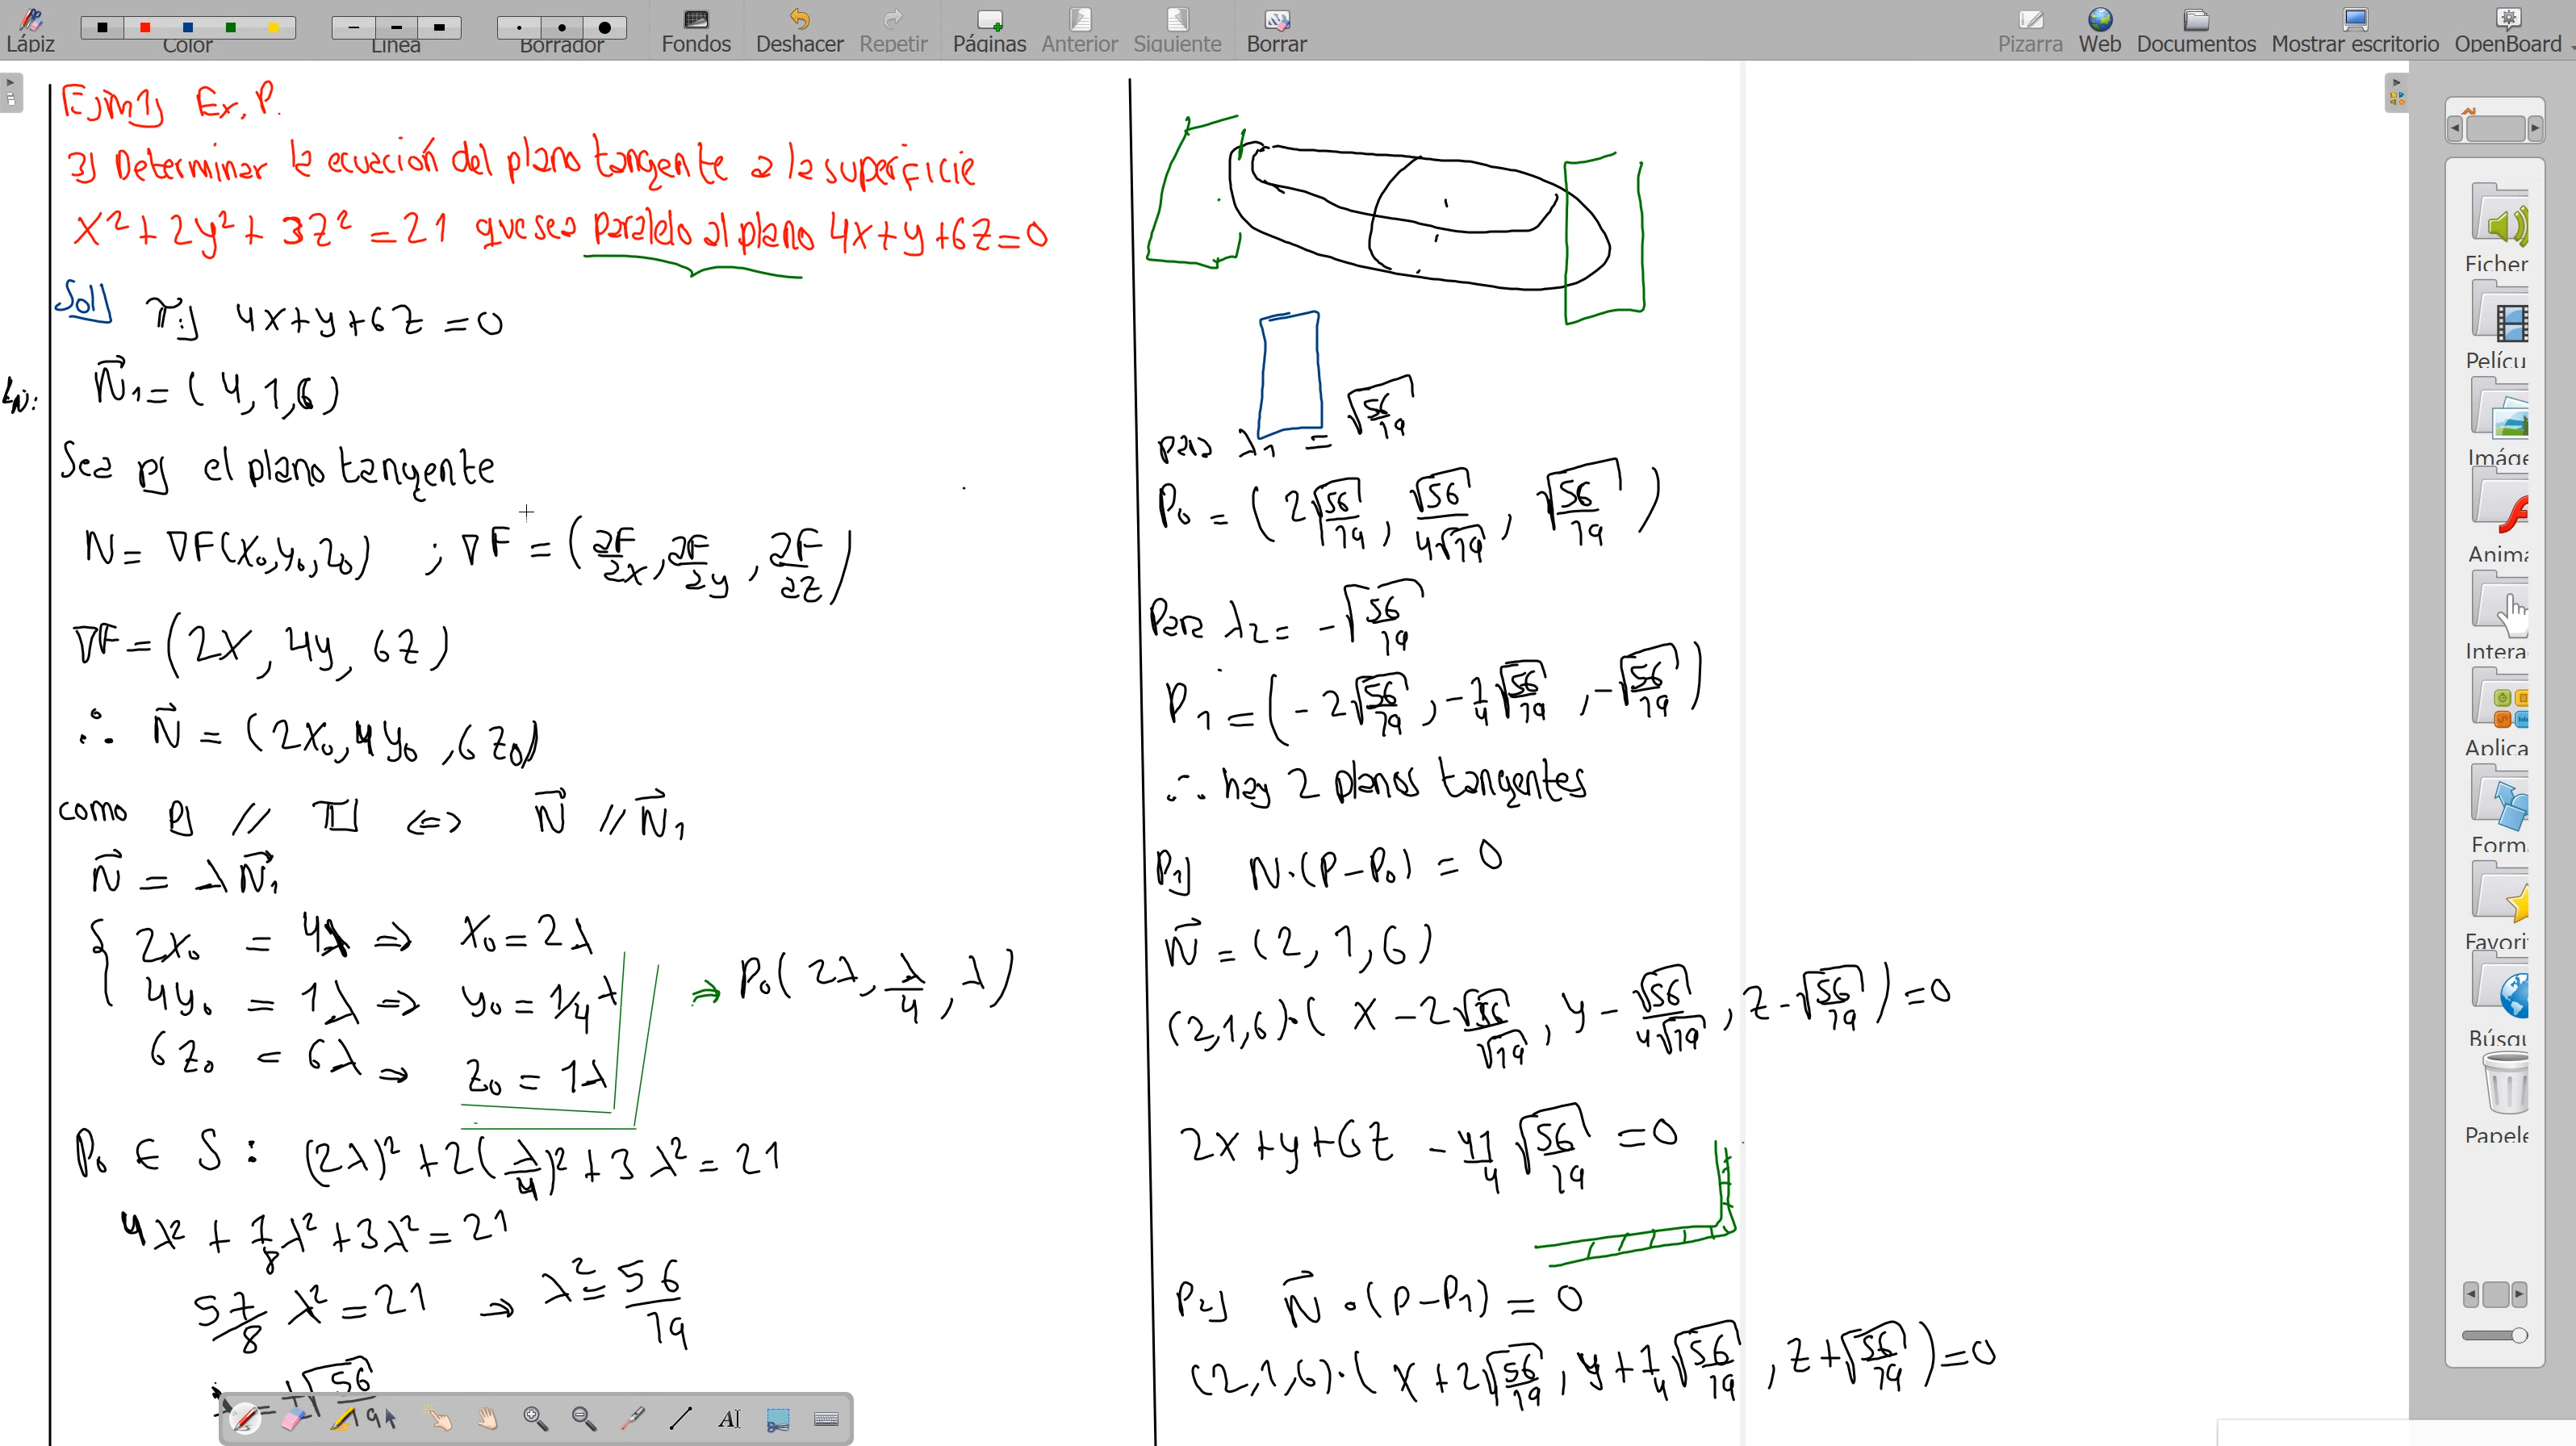 Lápiz Color Línea Borrador Fondos Deshacer Repetir Páginas Anterior Siguiente Borrar Pizarra Web Documentos Mostrar escritorio OpenBoard
Ejm1) Ex. P.
3) Determinar la ecuación del plano tangente a la superficie
x² + 2y² + 3z² = 21 que sea paralelo al plano 4x+y+6z=0
Sol) π:] 4x+y+6z = 0
N⃗₁ = (4, 1, 6)
LN:
Sea P] el plano tangente
N = ∇F(x₀,y₀,z₀) ; ∇F = (∂F/∂x, ∂F/∂y, ∂F/∂z)
∇F = (2x, 4y, 6z)
∴ N⃗ = (2x₀, 4y₀, 6z₀)
como P] // π] ⇔ N⃗ // N⃗₁
N⃗ = λN⃗₁
{ 2x₀ = 4λ ⇒ x₀ = 2λ
4y₀ = 1λ ⇒ y₀ = 1/4 λ
6z₀ = 6λ ⇒ z₀ = 1λ
⇒ P₀(2λ, λ/4, λ)
P₀ ∈ S : (2λ)² + 2(λ/4)² + 3λ² = 21
4λ² + 1/8 λ² + 3λ² = 21
57/8 λ² = 21 ⇒ λ² = 56/19
= ±√56/19
para λ₁ = √56/19
P₀ = (2√56/19, √56/4√19, √56/19)
Para λ₂ = -√56/19
P₁ = (-2√56/19, -1/4 √56/19, -√56/19)
∴ hay 2 planos tangentes
P₁] N·(P-P₀) = 0
N⃗ = (2, 1, 6)
(2,1,6)·(x - 2√56/√19, y - √56/4√19, z - √56/19) = 0
2x+y+6z - 41/4 √56/19 = 0
P₂] N⃗·(P-P₁) = 0
(2,1,6)·(x + 2√56/19, y + 1/4 √56/19, z + √56/19) = 0
Ficher
Pelícu
Imáge
Anima
Intera
Aplica
Form
Favori
Búsqu
Papele